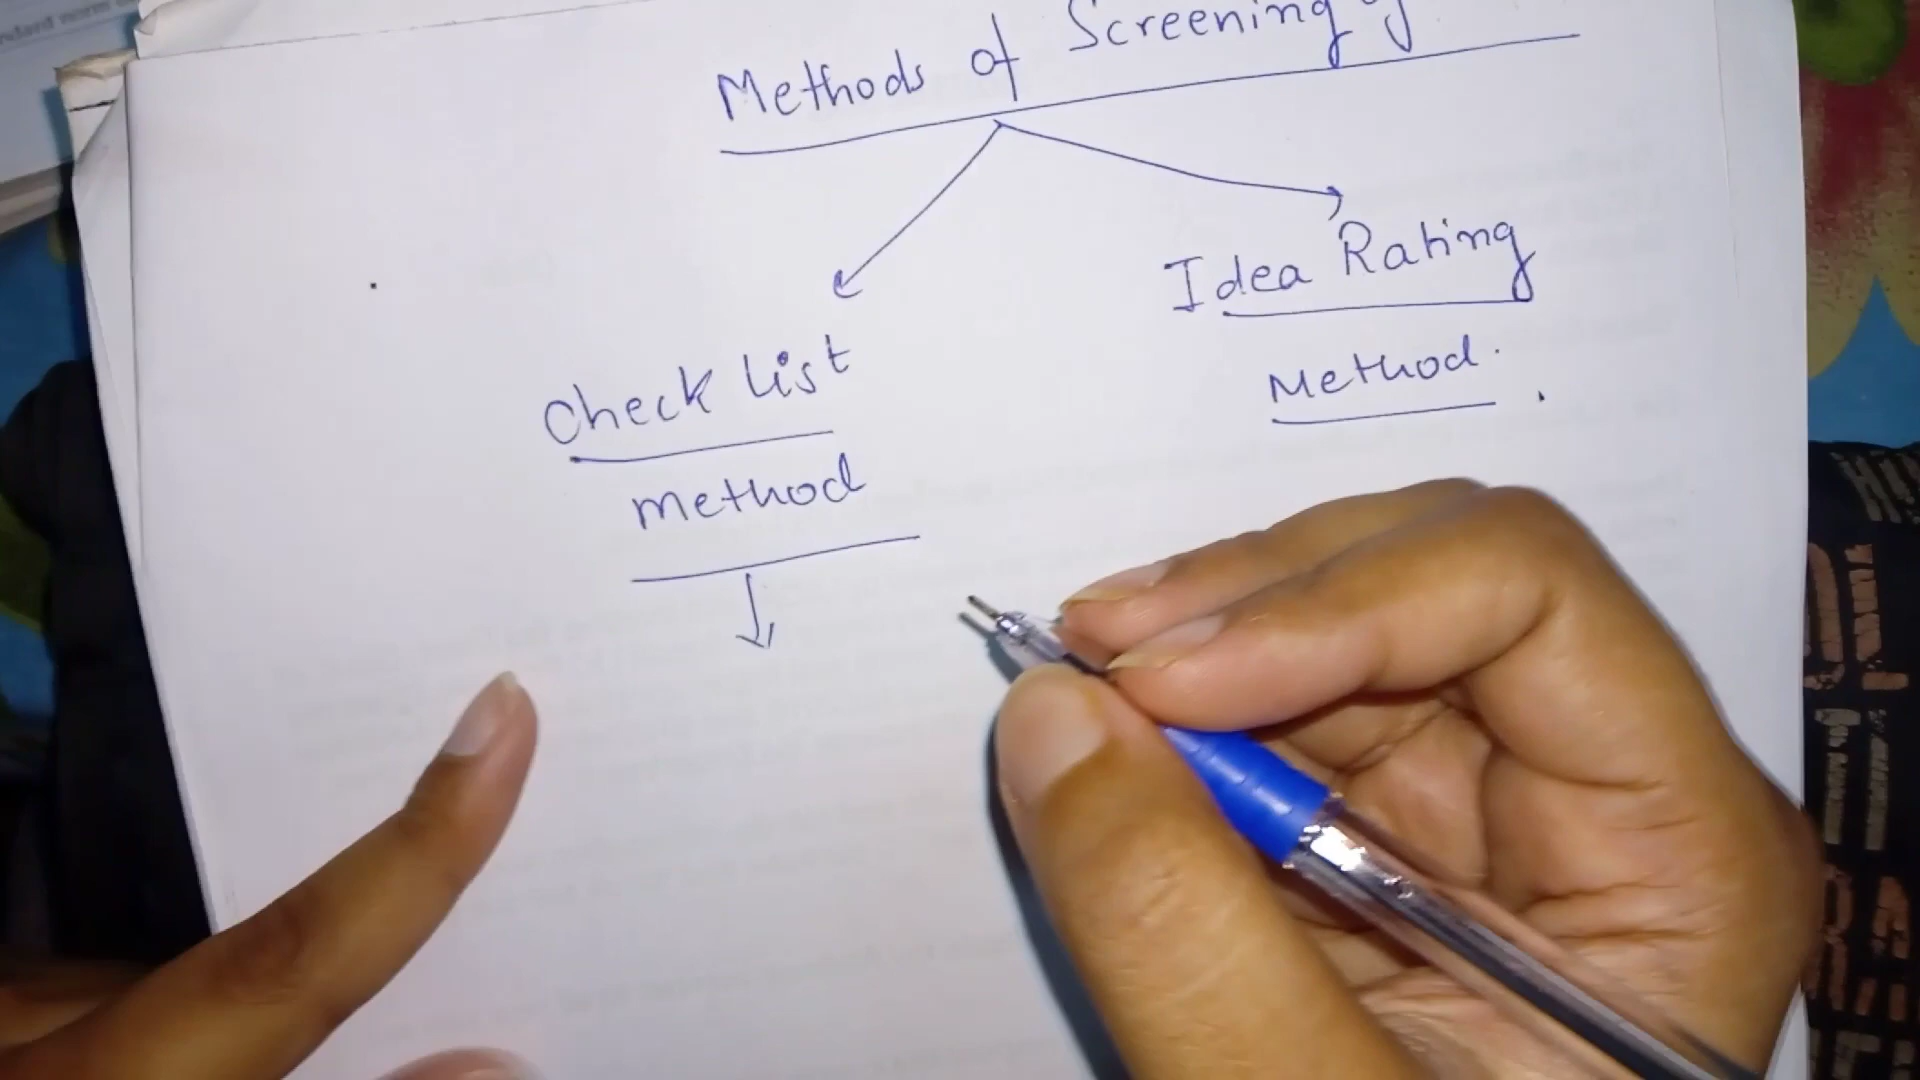 Methods of Screening
Idea Rating
Method.
Check list
method